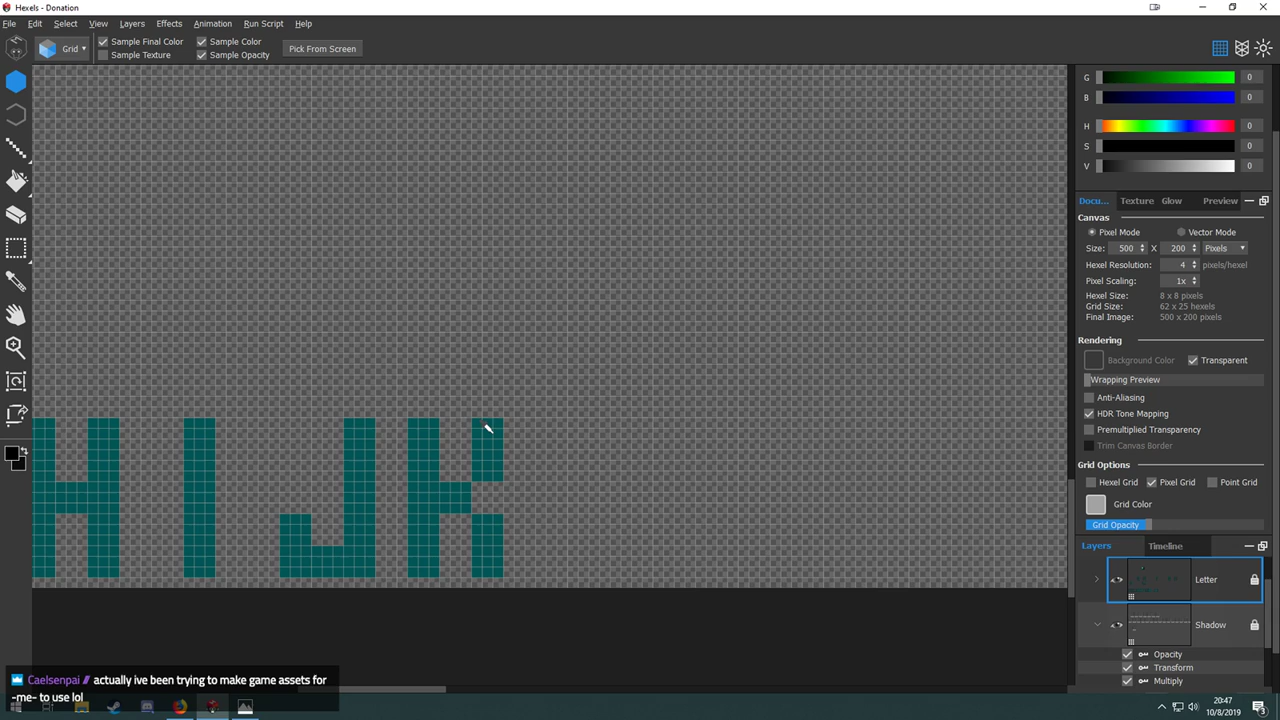 Hexels - Donation
File Edit Select View Layers Effects Animation Run Script Help
Grid
Sample Final Color
Sample Texture
Sample Color
Sample Opacity
Pick From Screen
G 0
B 0
H 0
S 0
V 0
Docu... Texture Glow Preview
Canvas
Pixel Mode Vector Mode
Size: 500 X 200 Pixels
Hexel Resolution: 4 pixels/hexel
Pixel Scaling: 1x
Hexel Size: 8 x 8 pixels
Grid Size: 62 x 25 hexels
Final Image: 500 x 200 pixels
Rendering
Background Color Transparent
Wrapping Preview
Anti-Aliasing
HDR Tone Mapping
Premultiplied Transparency
Trim Canvas Border
Grid Options
Hexel Grid Pixel Grid Point Grid
Grid Color
Grid Opacity
Layers Timeline
Letter
Shadow
Opacity
Transform
Multiply
H I J K
Caelsenpai // actually ive been trying to make game assets for
-me- to use lol
20:47
10/8/2019
3